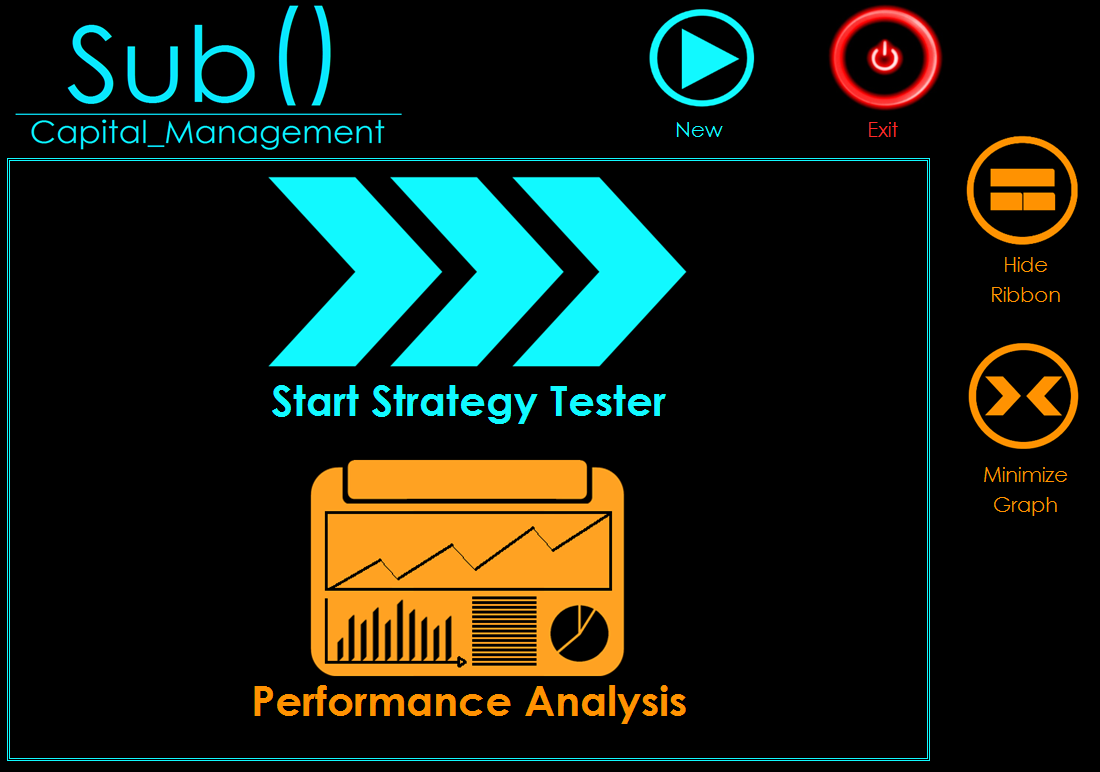 Sub()
Capital_Management
New
Exit
Hide
Ribbon
Start Strategy Tester
Minimize
Graph
Performance Analysis